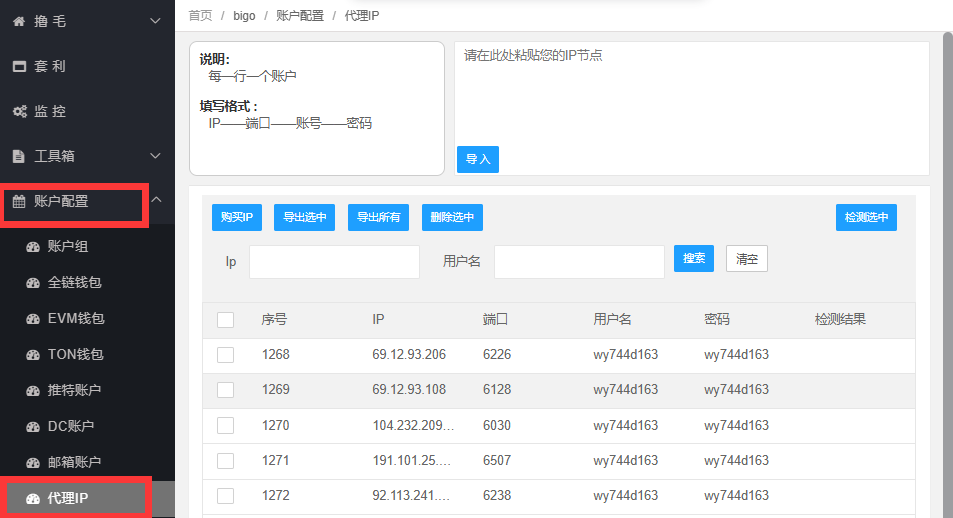 撸 毛
套 利
监 控
工具箱
账户配置
账户组
全链钱包
EVM钱包
TON钱包
推特账户
DC账户
邮箱账户
代理IP
首页 / bigo / 账户配置 / 代理IP
说明：
每一行一个账户
填写格式：
IP——端口——账号——密码
请在此处粘贴您的IP节点
导 入
购买IP 导出选中 导出所有 删除选中 检测选中
Ip 用户名 搜索 清空
序号 IP 端口 用户名 密码 检测结果
1268 69.12.93.206 6226 wy744d163 wy744d163
1269 69.12.93.108 6128 wy744d163 wy744d163
1270 104.232.209... 6030 wy744d163 wy744d163
1271 191.101.25.... 6507 wy744d163 wy744d163
1272 92.113.241.... 6238 wy744d163 wy744d163